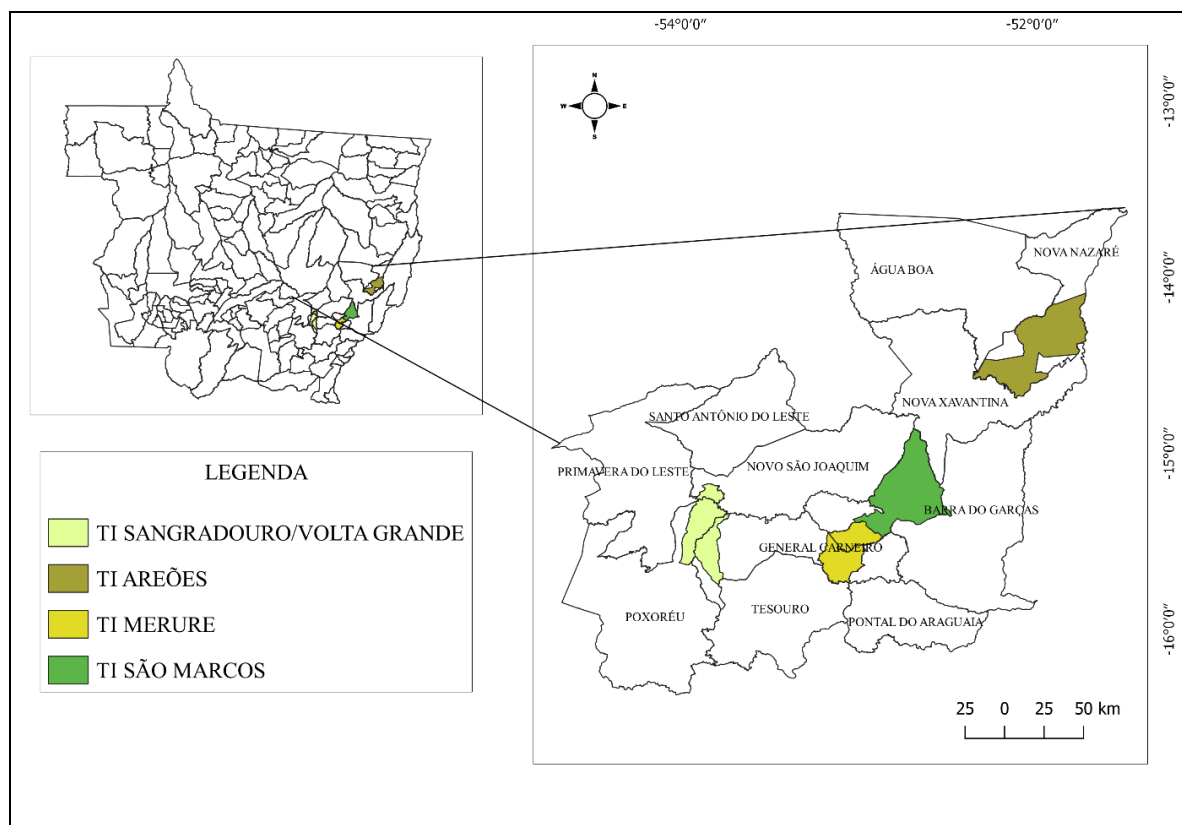 -54°0'0"
-52°0'0"
N
W
E
S
-13°0'0"
NOVA NAZARÉ
ÁGUA BOA
-14°0'0"
NOVA XAVANTINA
SANTO ANTÔNIO DO LESTE
-15°0'0"
PRIMAVERA DO LESTE
NOVO SÃO JOAQUIM
BARRA DO GARÇAS
GENERAL CARNEIRO
POXORÉU
TESOURO
PONTAL DO ARAGUAIA
-16°0'0"
25 0 25 50 km
LEGENDA
TI SANGRADOURO/VOLTA GRANDE
TI AREÕES
TI MERURE
TI SÃO MARCOS